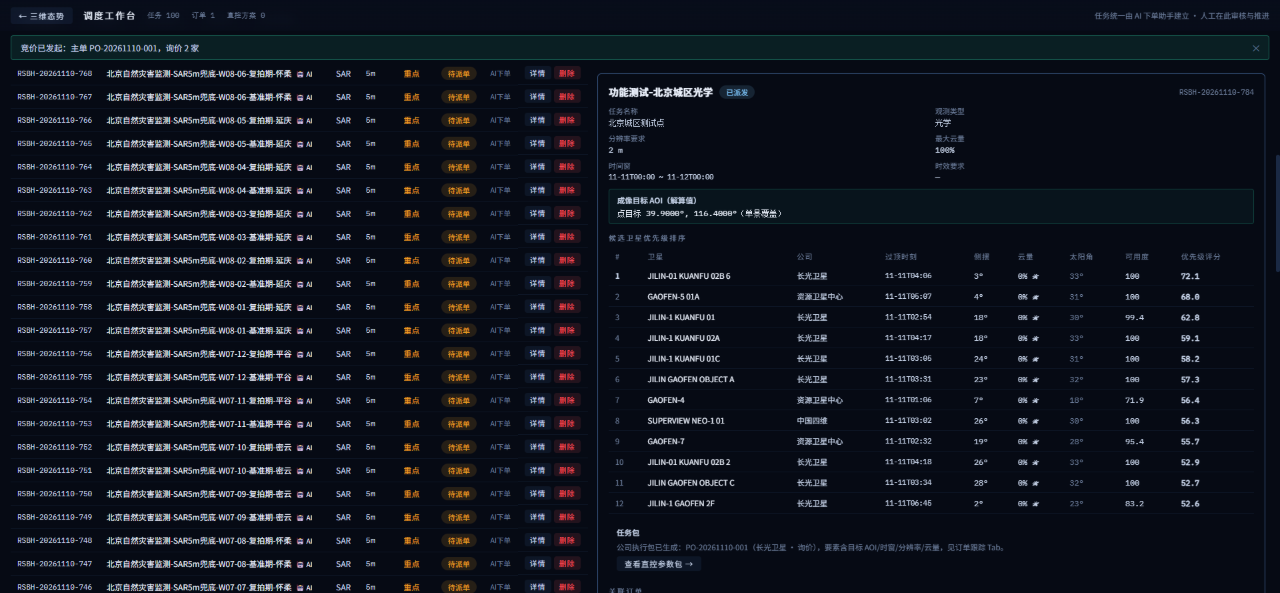 ← 三维态势 调度工作台 任务 100 订单 1 直控方案 0 任务统一由 AI 下单助手建立 · 人工在此审核与推进
竞价已发起：主单 PO-20261110-001，询价 2 家 ×
RSBH-20261110-768 北京自然灾害监测-SAR5m兜底-W08-06-复拍期-怀柔 AI SAR 5m 重点 待派单 AI下单 详情 删除
RSBH-20261110-767 北京自然灾害监测-SAR5m兜底-W08-06-基准期-怀柔 AI SAR 5m 重点 待派单 AI下单 详情 删除
RSBH-20261110-766 北京自然灾害监测-SAR5m兜底-W08-05-复拍期-延庆 AI SAR 5m 重点 待派单 AI下单 详情 删除
RSBH-20261110-765 北京自然灾害监测-SAR5m兜底-W08-05-基准期-延庆 AI SAR 5m 重点 待派单 AI下单 详情 删除
RSBH-20261110-764 北京自然灾害监测-SAR5m兜底-W08-04-复拍期-延庆 AI SAR 5m 重点 待派单 AI下单 详情 删除
RSBH-20261110-763 北京自然灾害监测-SAR5m兜底-W08-04-基准期-延庆 AI SAR 5m 重点 待派单 AI下单 详情 删除
RSBH-20261110-762 北京自然灾害监测-SAR5m兜底-W08-03-复拍期-延庆 AI SAR 5m 重点 待派单 AI下单 详情 删除
RSBH-20261110-761 北京自然灾害监测-SAR5m兜底-W08-03-基准期-延庆 AI SAR 5m 重点 待派单 AI下单 详情 删除
RSBH-20261110-760 北京自然灾害监测-SAR5m兜底-W08-02-复拍期-延庆 AI SAR 5m 重点 待派单 AI下单 详情 删除
RSBH-20261110-759 北京自然灾害监测-SAR5m兜底-W08-02-基准期-延庆 AI SAR 5m 重点 待派单 AI下单 详情 删除
RSBH-20261110-758 北京自然灾害监测-SAR5m兜底-W08-01-复拍期-延庆 AI SAR 5m 重点 待派单 AI下单 详情 删除
RSBH-20261110-757 北京自然灾害监测-SAR5m兜底-W08-01-基准期-延庆 AI SAR 5m 重点 待派单 AI下单 详情 删除
RSBH-20261110-756 北京自然灾害监测-SAR5m兜底-W07-12-复拍期-平谷 AI SAR 5m 重点 待派单 AI下单 详情 删除
RSBH-20261110-755 北京自然灾害监测-SAR5m兜底-W07-12-基准期-平谷 AI SAR 5m 重点 待派单 AI下单 详情 删除
RSBH-20261110-754 北京自然灾害监测-SAR5m兜底-W07-11-复拍期-平谷 AI SAR 5m 重点 待派单 AI下单 详情 删除
RSBH-20261110-753 北京自然灾害监测-SAR5m兜底-W07-11-基准期-平谷 AI SAR 5m 重点 待派单 AI下单 详情 删除
RSBH-20261110-752 北京自然灾害监测-SAR5m兜底-W07-10-复拍期-密云 AI SAR 5m 重点 待派单 AI下单 详情 删除
RSBH-20261110-751 北京自然灾害监测-SAR5m兜底-W07-10-基准期-密云 AI SAR 5m 重点 待派单 AI下单 详情 删除
RSBH-20261110-750 北京自然灾害监测-SAR5m兜底-W07-09-复拍期-密云 AI SAR 5m 重点 待派单 AI下单 详情 删除
RSBH-20261110-749 北京自然灾害监测-SAR5m兜底-W07-09-基准期-密云 AI SAR 5m 重点 待派单 AI下单 详情 删除
RSBH-20261110-748 北京自然灾害监测-SAR5m兜底-W07-08-复拍期-怀柔 AI SAR 5m 重点 待派单 AI下单 详情 删除
RSBH-20261110-747 北京自然灾害监测-SAR5m兜底-W07-08-基准期-怀柔 AI SAR 5m 重点 待派单 AI下单 详情 删除
RSBH-20261110-746 北京自然灾害监测-SAR5m兜底-W07-07-复拍期-怀柔 AI SAR 5m 重点 待派单 AI下单 详情 删除
功能测试-北京城区光学 已派发 RSBH-20261110-784
任务名称 观测类型
北京城区测试点 光学
分辨率要求 最大云量
2 m 100%
时间窗 时效要求
11-11T00:00 ~ 11-12T00:00 —
成像目标 AOI（解算值）
点目标 39.9000°, 116.4000°（单景覆盖）
候选卫星优先级排序
# 卫星 公司 过顶时刻 侧摆 云量 太阳角 可用度 优先级评分
1 JILIN-01 KUANFU 02B 6 长光卫星 11-11T04:06 3° 0% 33° 100 72.1
2 GAOFEN-5 01A 资源卫星中心 11-11T05:07 4° 0% 31° 100 68.0
3 JILIN-1 KUANFU 01 长光卫星 11-11T02:54 18° 0% 30° 99.4 62.8
4 JILIN-1 KUANFU 02A 长光卫星 11-11T04:17 18° 0% 33° 100 59.1
5 JILIN-1 KUANFU 01C 长光卫星 11-11T03:05 24° 0% 31° 100 58.2
6 JILIN GAOFEN OBJECT A 长光卫星 11-11T03:31 23° 0% 32° 100 57.3
7 GAOFEN-4 资源卫星中心 11-11T01:06 7° 0% 18° 71.9 56.4
8 SUPERVIEW NEO-1 01 中国四维 11-11T03:02 26° 0% 30° 100 56.3
9 GAOFEN-7 资源卫星中心 11-11T02:32 19° 0% 28° 95.4 55.7
10 JILIN-01 KUANFU 02B 2 长光卫星 11-11T04:18 26° 0% 33° 100 52.9
11 JILIN GAOFEN OBJECT C 长光卫星 11-11T03:34 28° 0% 32° 100 52.7
12 JILIN-1 GAOFEN 2F 长光卫星 11-11T06:46 2° 0% 23° 83.2 52.6
任务包
公司执行包已生成：PO-20261110-001（长光卫星 · 询价），要素含目标 AOI/时窗/分辨率/云量，见订单跟踪 Tab。
查看直控参数包 →
关联订单